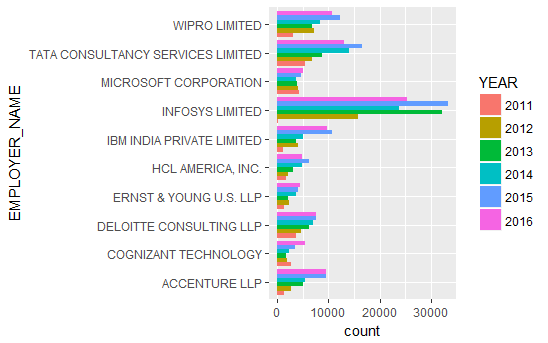 WIPRO LIMITED
TATA CONSULTANCY SERVICES LIMITED
MICROSOFT CORPORATION
INFOSYS LIMITED
IBM INDIA PRIVATE LIMITED
HCL AMERICA, INC.
ERNST & YOUNG U.S. LLP
DELOITTE CONSULTING LLP
COGNIZANT TECHNOLOGY
ACCENTURE LLP
EMPLOYER_NAME
0 10000 20000 30000
count
YEAR
2011
2012
2013
2014
2015
2016